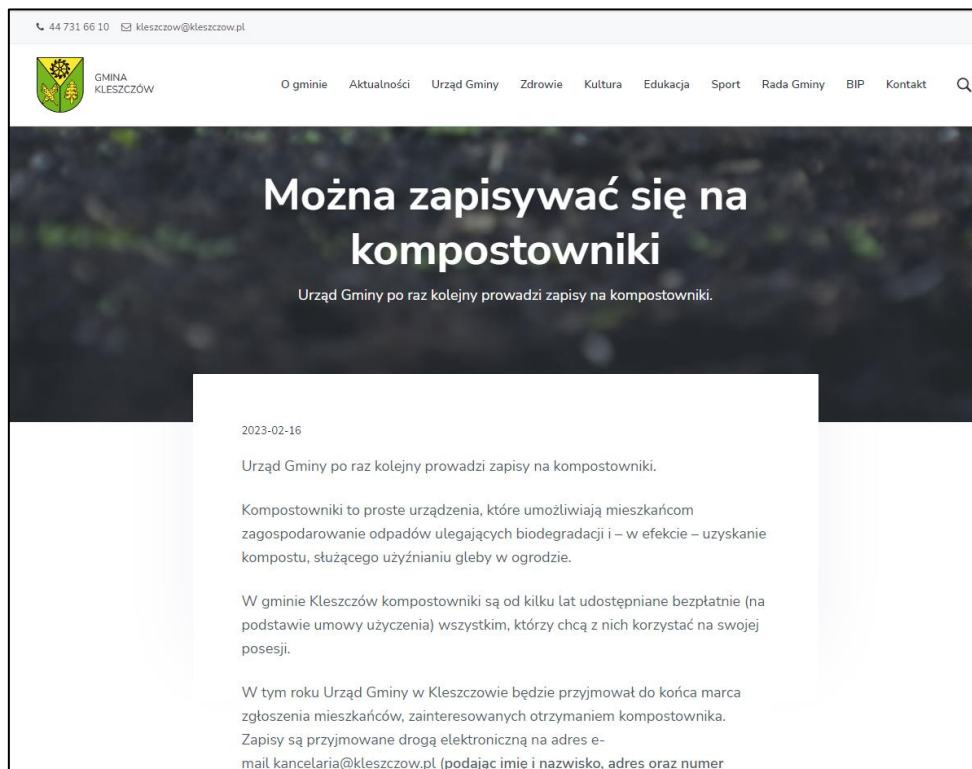 44 731 66 10 kleszczow@kleszczow.pl
GMINA
KLESZCZÓW
O gminie Aktualności Urząd Gminy Zdrowie Kultura Edukacja Sport Rada Gminy BIP Kontakt
Można zapisywać się na
kompostowniki
Urząd Gminy po raz kolejny prowadzi zapisy na kompostowniki.
2023-02-16
Urząd Gminy po raz kolejny prowadzi zapisy na kompostowniki.
Kompostowniki to proste urządzenia, które umożliwiają mieszkańcom
zagospodarowanie odpadów ulegających biodegradacji i – w efekcie – uzyskanie
kompostu, służącego użyźnianiu gleby w ogrodzie.
W gminie Kleszczów kompostowniki są od kilku lat udostępniane bezpłatnie (na
podstawie umowy użyczenia) wszystkim, którzy chcą z nich korzystać na swojej
posesji.
W tym roku Urząd Gminy w Kleszczowie będzie przyjmował do końca marca
zgłoszenia mieszkańców, zainteresowanych otrzymaniem kompostownika.
Zapisy są przyjmowane drogą elektroniczną na adres e-
mail kancelaria@kleszczow.pl (podając imię i nazwisko, adres oraz numer